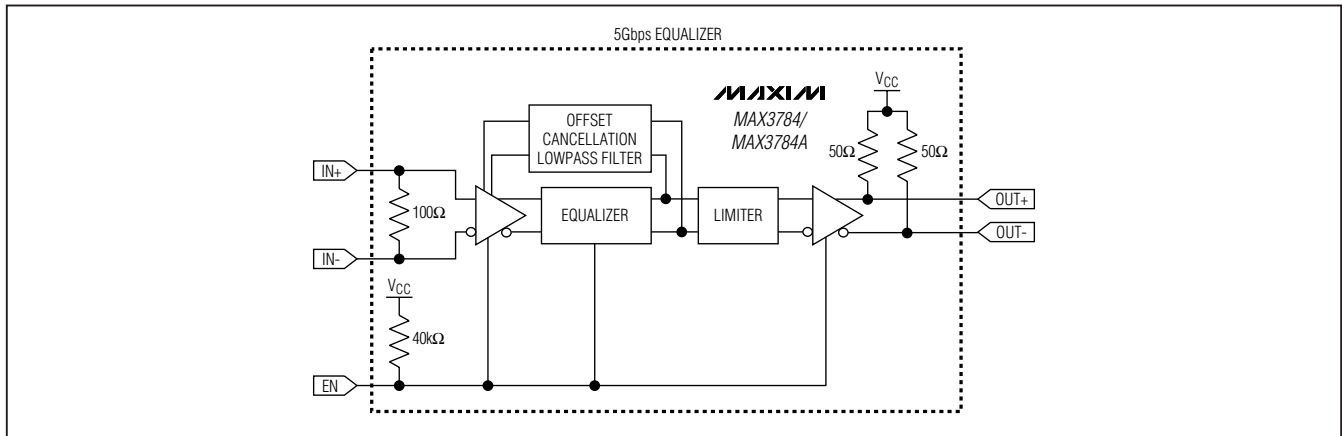 5Gbps EQUALIZER
MAXIM
MAX3784/
MAX3784A
VCC
50Ω
50Ω
OFFSET
CANCELLATION
LOWPASS FILTER
IN+
100Ω
EQUALIZER
LIMITER
OUT+
OUT-
IN-
VCC
40kΩ
EN